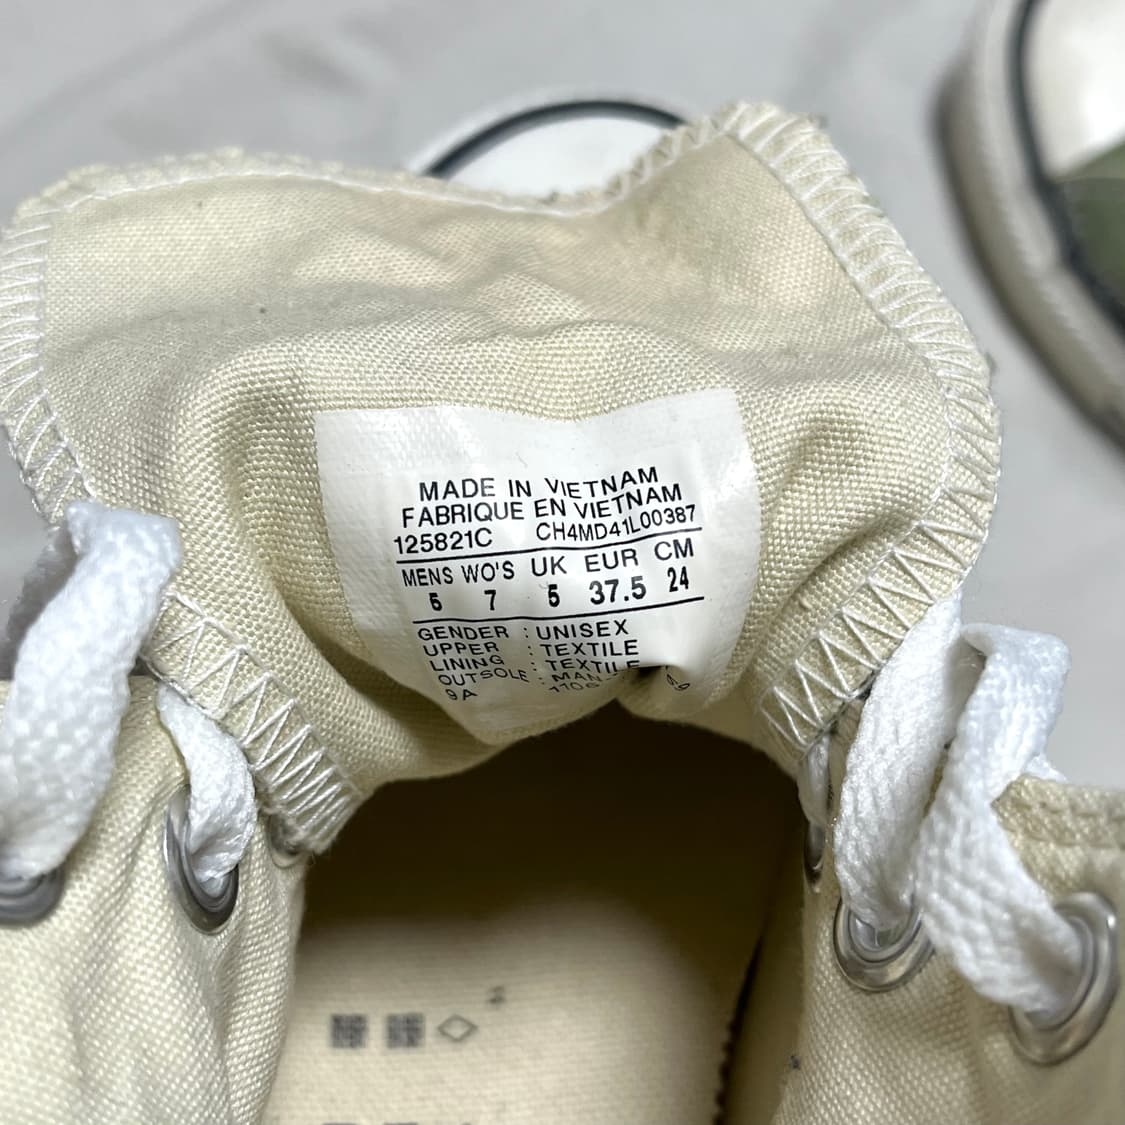 MADE IN VIETNAM
FABRIQUE EN VIETNAM
125821C CH4MD41L00387
MENS WO'S UK EUR CM
5 7 5 37.5 24
GENDER : UNISEX
UPPER : TEXTILE
LINING : TEXTILE
OUTSOLE : MAN-
9A